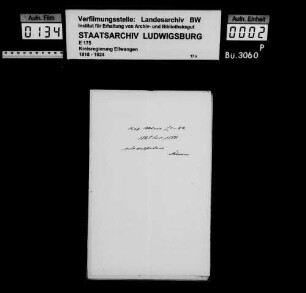 Aufn. Film
0134
Verfilmungsstelle: Landesarchiv BW
Institut für Erhaltung von Archiv- und Bibliotheksgut
STAATSARCHIV LUDWIGSBURG
E 175
Kreisregierung Ellwangen
1818 - 1924
17x
Aufn. Einheit
0002
P
Bü. 3060